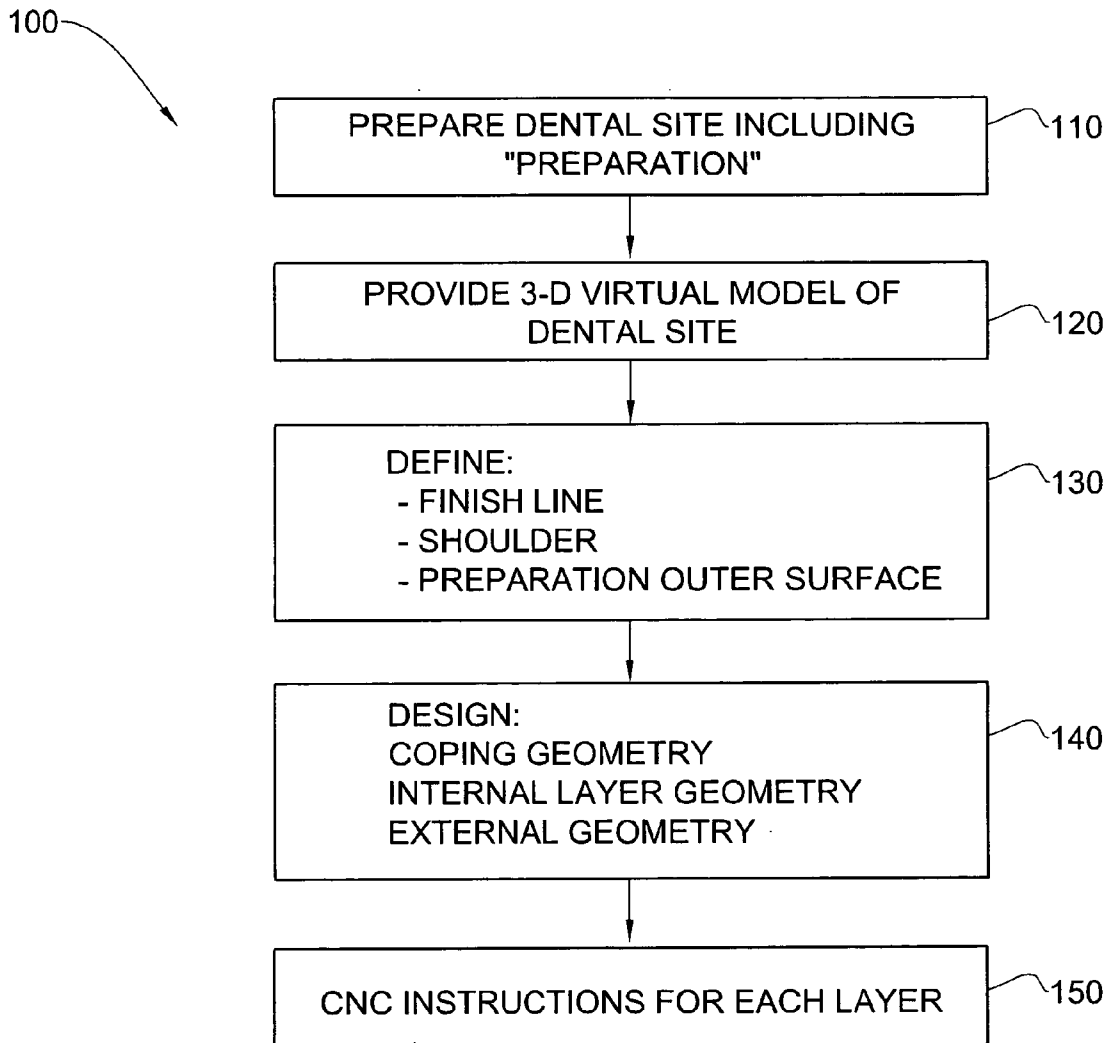 100
PREPARE DENTAL SITE INCLUDING
"PREPARATION"
110
PROVIDE 3-D VIRTUAL MODEL OF
DENTAL SITE
120
DEFINE:
- FINISH LINE
- SHOULDER
- PREPARATION OUTER SURFACE
130
DESIGN:
COPING GEOMETRY
INTERNAL LAYER GEOMETRY
EXTERNAL GEOMETRY
140
CNC INSTRUCTIONS FOR EACH LAYER
150